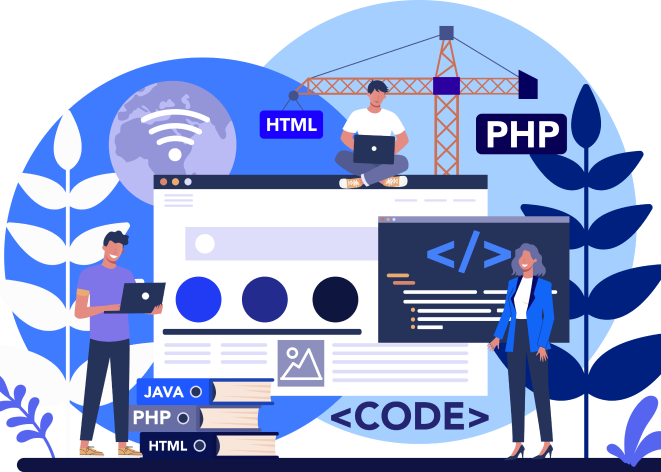 HTML
PHP
</>
JAVA
PHP
HTML
<CODE>